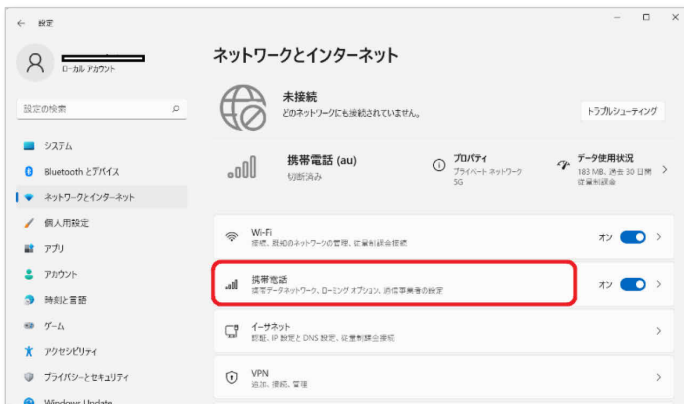 設定
ローカル アカウント
設定の検索
システム
Bluetooth とデバイス
ネットワークとインターネット
個人用設定
アプリ
アカウント
時刻と言語
ゲーム
アクセシビリティ
プライバシーとセキュリティ
Windows Update
ネットワークとインターネット
未接続
どのネットワークにも接続されていません。
トラブルシューティング
携帯電話 (au)
切断済み
プロパティ
プライベート ネットワーク
5G
データ使用状況
183 MB、過去 30 日間
従量制課金
Wi-Fi
接続、既知のネットワークの管理、従量制課金接続
オン
携帯電話
携帯データネットワーク、ローミング オプション、通信事業者の設定
オン
イーサネット
認証、IP 設定と DNS 設定、従量制課金接続
VPN
追加、接続、管理